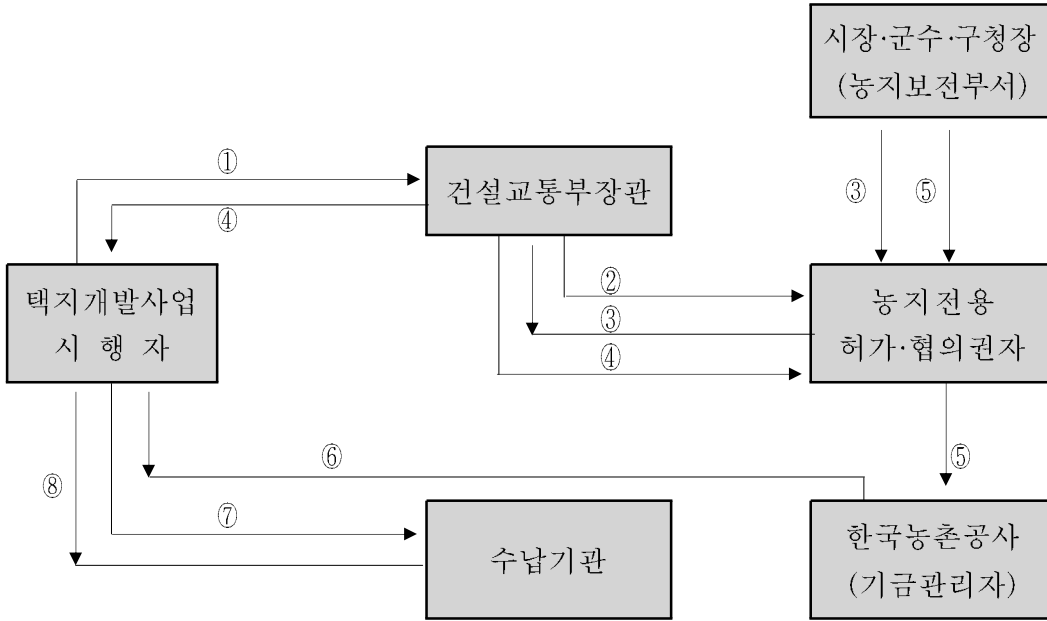 시장·군수·구청장
(농지보전부서)
①
건설교통부장관
③
⑤
④
택지개발사업
시 행 자
②
농지전용
허가·협의권자
③
④
⑥
⑤
⑧
⑦
수납기관
한국농촌공사
(기금관리자)